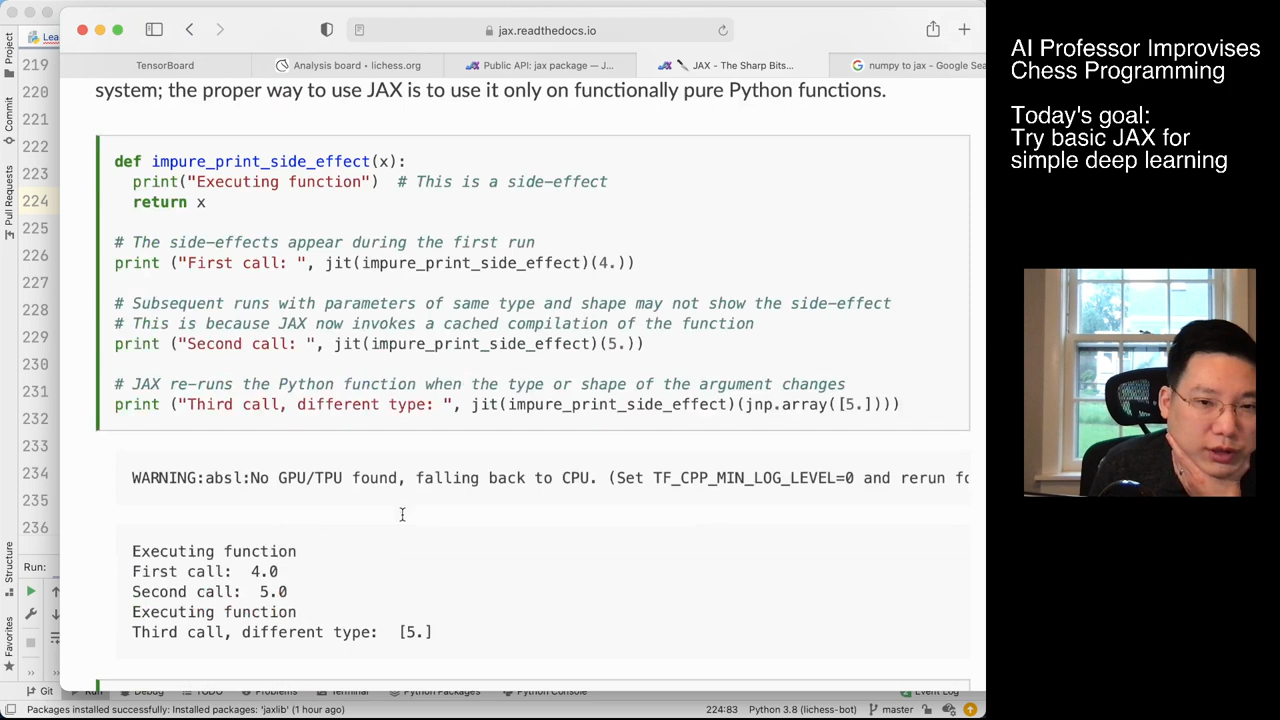 jax.readthedocs.io
Lea
TensorBoard
Analysis board • lichess.org
Public API: jax package — J...
JAX - The Sharp Bits...
numpy to jax - Google Sea
system; the proper way to use JAX is to use it only on functionally pure Python functions.
def impure_print_side_effect(x):
print("Executing function")  # This is a side-effect
return x
# The side-effects appear during the first run
print ("First call: ", jit(impure_print_side_effect)(4.))
# Subsequent runs with parameters of same type and shape may not show the side-effect
# This is because JAX now invokes a cached compilation of the function
print ("Second call: ", jit(impure_print_side_effect)(5.))
# JAX re-runs the Python function when the type or shape of the argument changes
print ("Third call, different type: ", jit(impure_print_side_effect)(jnp.array([5.])))
WARNING:absl:No GPU/TPU found, falling back to CPU. (Set TF_CPP_MIN_LOG_LEVEL=0 and rerun fo
Executing function
First call:  4.0
Second call:  5.0
Executing function
Third call, different type:  [5.]
219
220
221
222
223
224
225
226
227
228
229
230
231
232
233
234
235
236
Project
Commit
Pull Requests
Structure
Favorites
Run:
Git
Run
Debug
TODO
Problems
Terminal
Python Packages
Python Console
Event Log
Packages installed successfully: Installed packages: 'jaxlib' (1 hour ago)
224:83
Python 3.8 (lichess-bot)
master
AI Professor Improvises
Chess Programming
Today's goal:
Try basic JAX for
simple deep learning